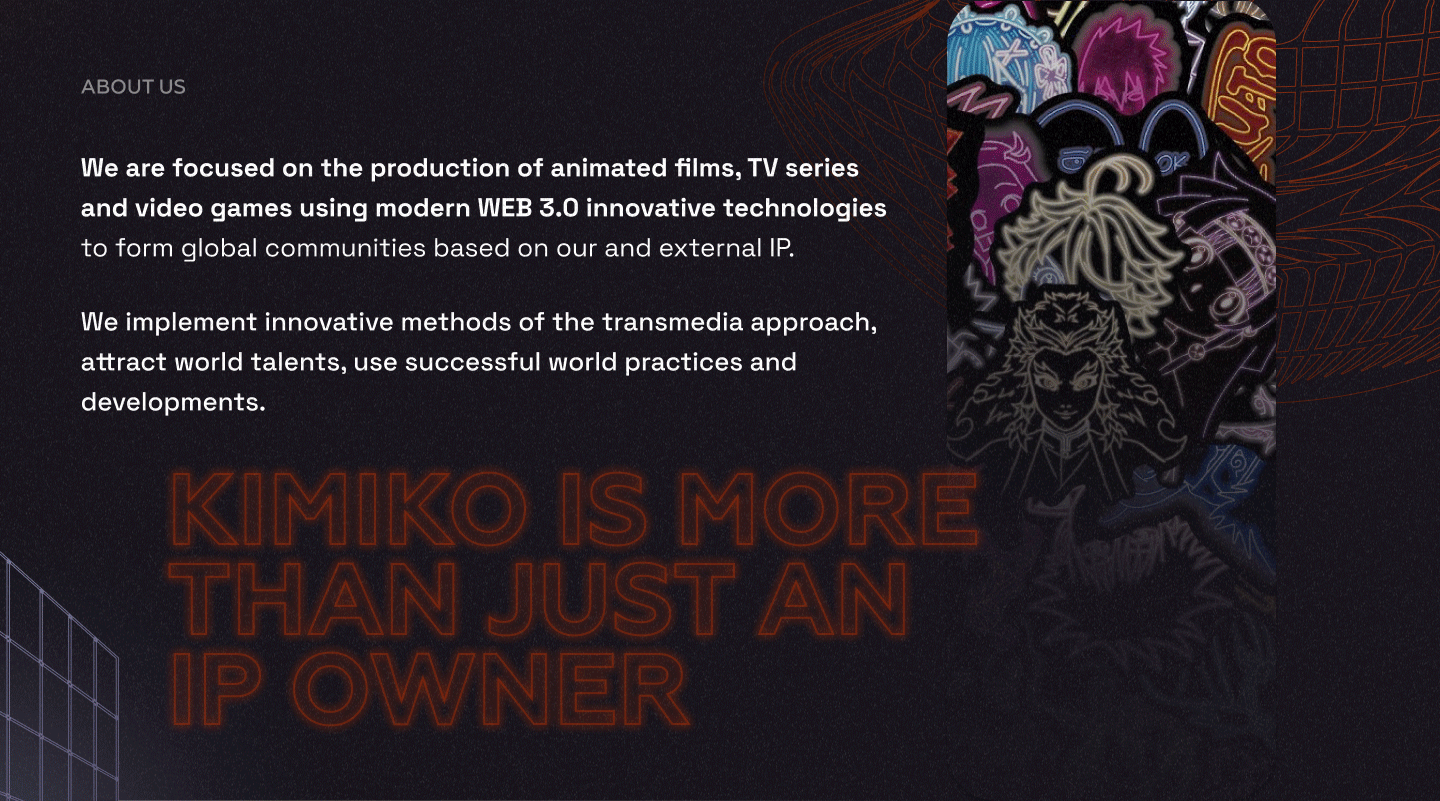 ABOUT US
We are focused on the production of animated films, TV series
and video games using modern WEB 3.0 innovative technologies
to form global communities based on our and external IP.
We implement innovative methods of the transmedia approach,
attract world talents, use successful world practices and
developments.
KIMIKO IS MORE
THAN JUST AN
IP OWNER
OK